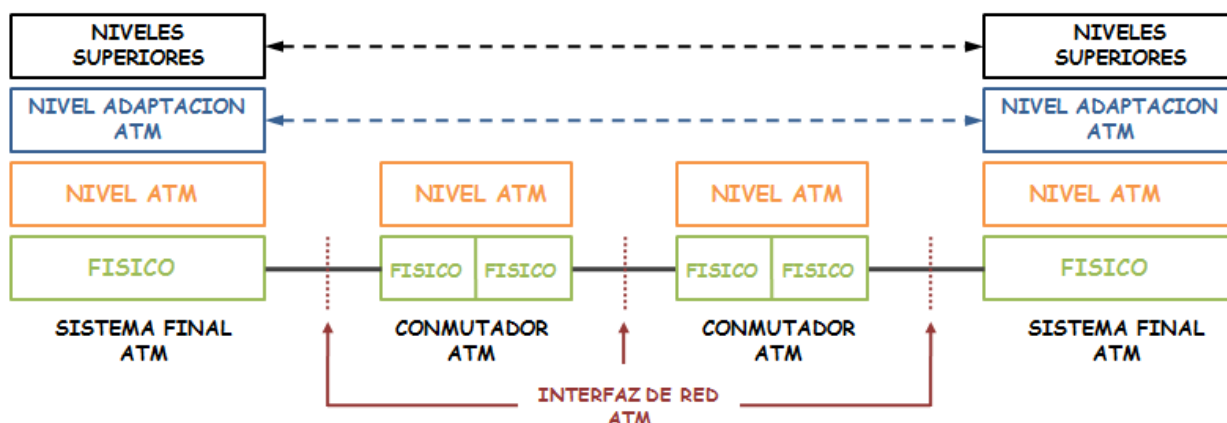 NIVELES
SUPERIORES
NIVELES
SUPERIORES
NIVEL ADAPTACION
ATM
NIVEL ADAPTACION
ATM
NIVEL ATM
NIVEL ATM
NIVEL ATM
NIVEL ATM
FISICO
FISICO
FISICO
FISICO
FISICO
FISICO
SISTEMA FINAL
ATM
CONMUTADOR
ATM
CONMUTADOR
ATM
SISTEMA FINAL
ATM
INTERFAZ DE RED
ATM